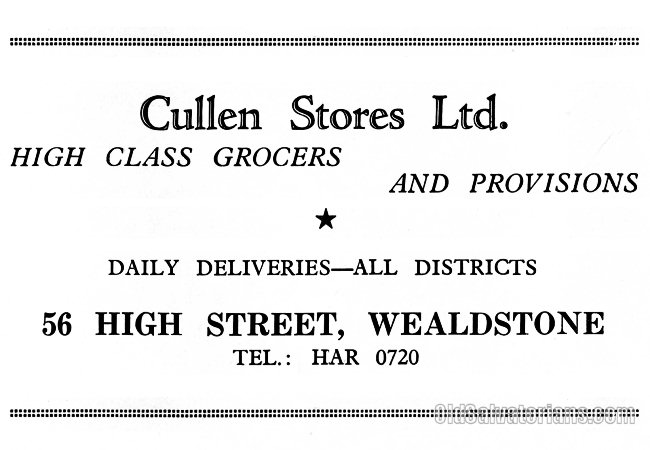 Cullen Stores Ltd.
HIGH CLASS GROCERS
AND PROVISIONS
DAILY DELIVERIES—ALL DISTRICTS
56 HIGH STREET, WEALDSTONE
TEL.: HAR 0720
OldSalvatorians.com